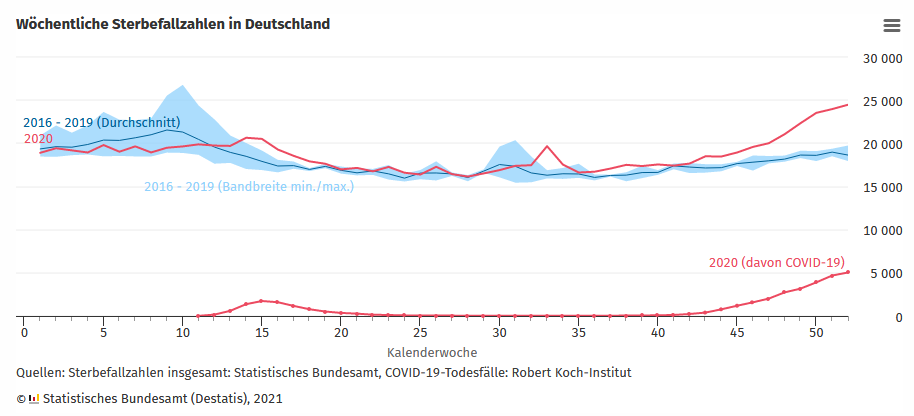 Wöchentliche Sterbefallzahlen in Deutschland
30 000
25 000
2016 - 2019 (Durchschnitt)
2020
20 000
2016 - 2019 (Bandbreite min./max.)
15 000
10 000
2020 (davon COVID-19)
5 000
0
0 5 10 15 20 25 30 35 40 45 50
Kalenderwoche
Quellen: Sterbefallzahlen insgesamt: Statistisches Bundesamt, COVID-19-Todesfälle: Robert Koch-Institut
© Statistisches Bundesamt (Destatis), 2021